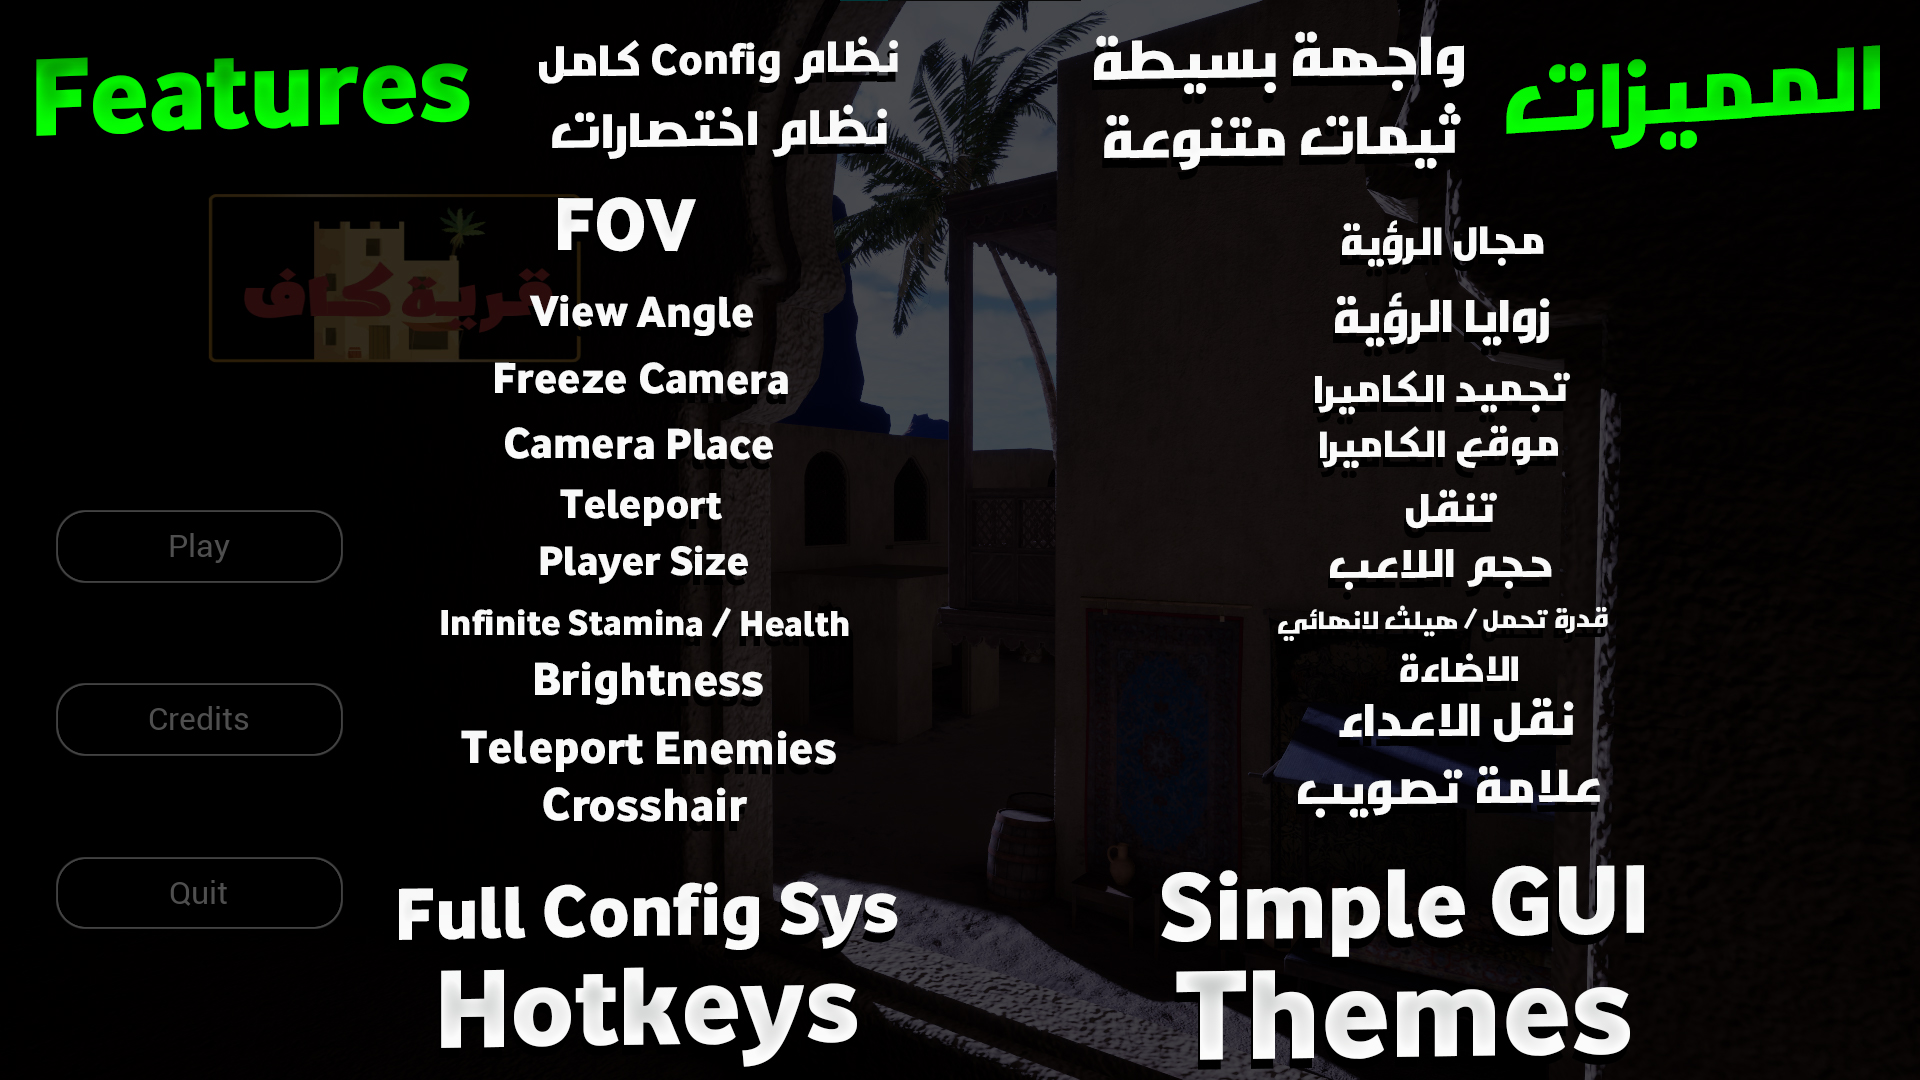 Features
نظام Config كامل
واجهة بسيطة
المميزات
نظام اختصارات
ثيمات متنوعة
FOV
مجال الرؤية
قرية كاف
View Angle
زوايا الرؤية
Freeze Camera
تجميد الكاميرا
Camera Place
موقع الكاميرا
Teleport
تنقل
Play
Player Size
حجم اللاعب
Infinite Stamina / Health
قدرة تحمل / هيلث لانهائي
Brightness
الاضاءة
Credits
Teleport Enemies
نقل الاعداء
Crosshair
علامة تصويب
Quit
Full Config Sys
Simple GUI
Hotkeys
Themes